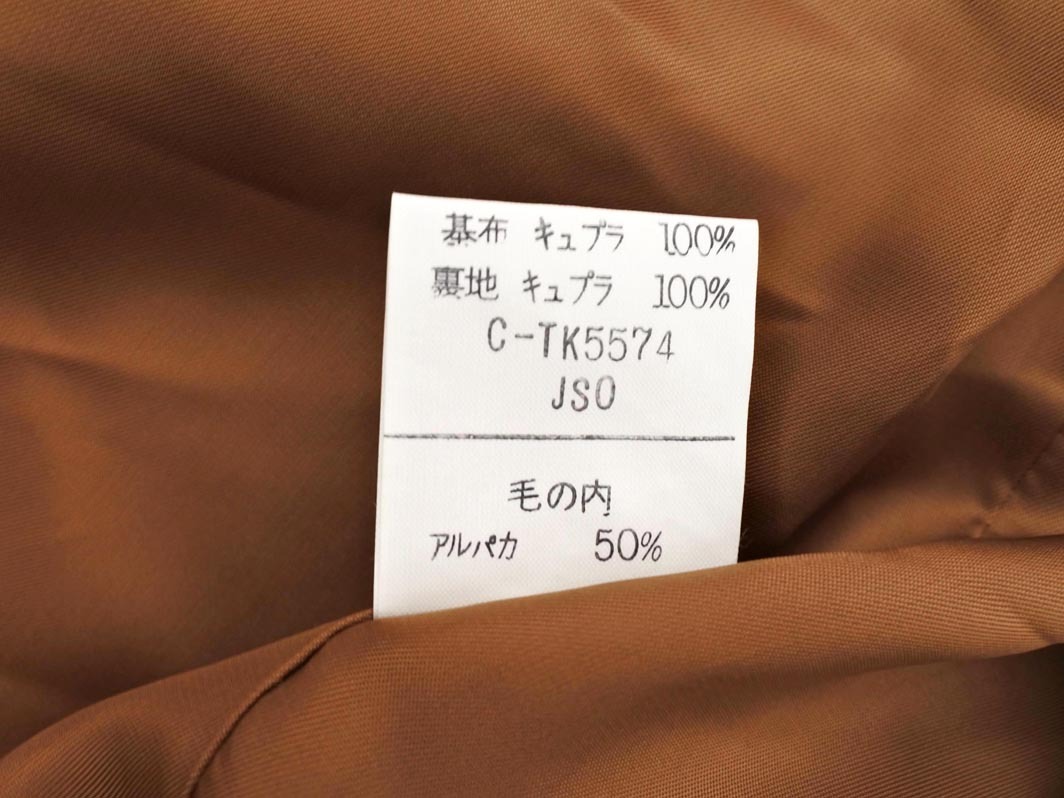 基布 キュプラ 100%
裏地 キュプラ 100%
C-TK5574
JSO
毛の内
アルパカ 50%